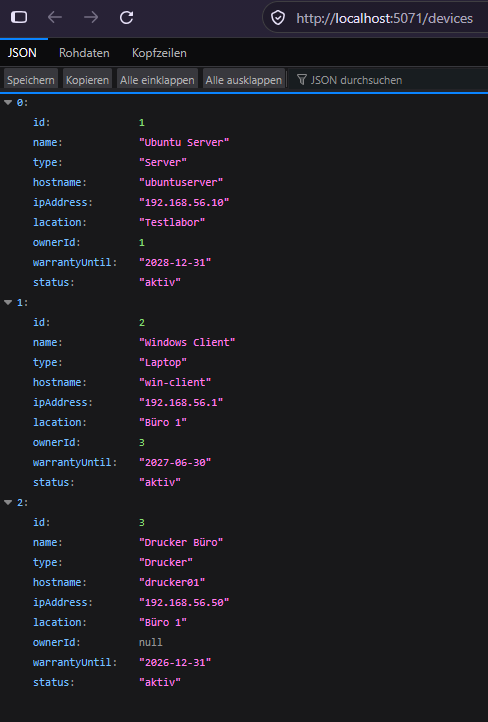 http://localhost:5071/devices
JSON Rohdaten Kopfzeilen
Speichern Kopieren Alle einklappen Alle ausklappen JSON durchsuchen
0:
id: 1
name: "Ubuntu Server"
type: "Server"
hostname: "ubuntuserver"
ipAddress: "192.168.56.10"
lacation: "Testlabor"
ownerId: 1
warrantyUntil: "2028-12-31"
status: "aktiv"
1:
id: 2
name: "Windows Client"
type: "Laptop"
hostname: "win-client"
ipAddress: "192.168.56.1"
lacation: "Büro 1"
ownerId: 3
warrantyUntil: "2027-06-30"
status: "aktiv"
2:
id: 3
name: "Drucker Büro"
type: "Drucker"
hostname: "drucker01"
ipAddress: "192.168.56.50"
lacation: "Büro 1"
ownerId: null
warrantyUntil: "2026-12-31"
status: "aktiv"